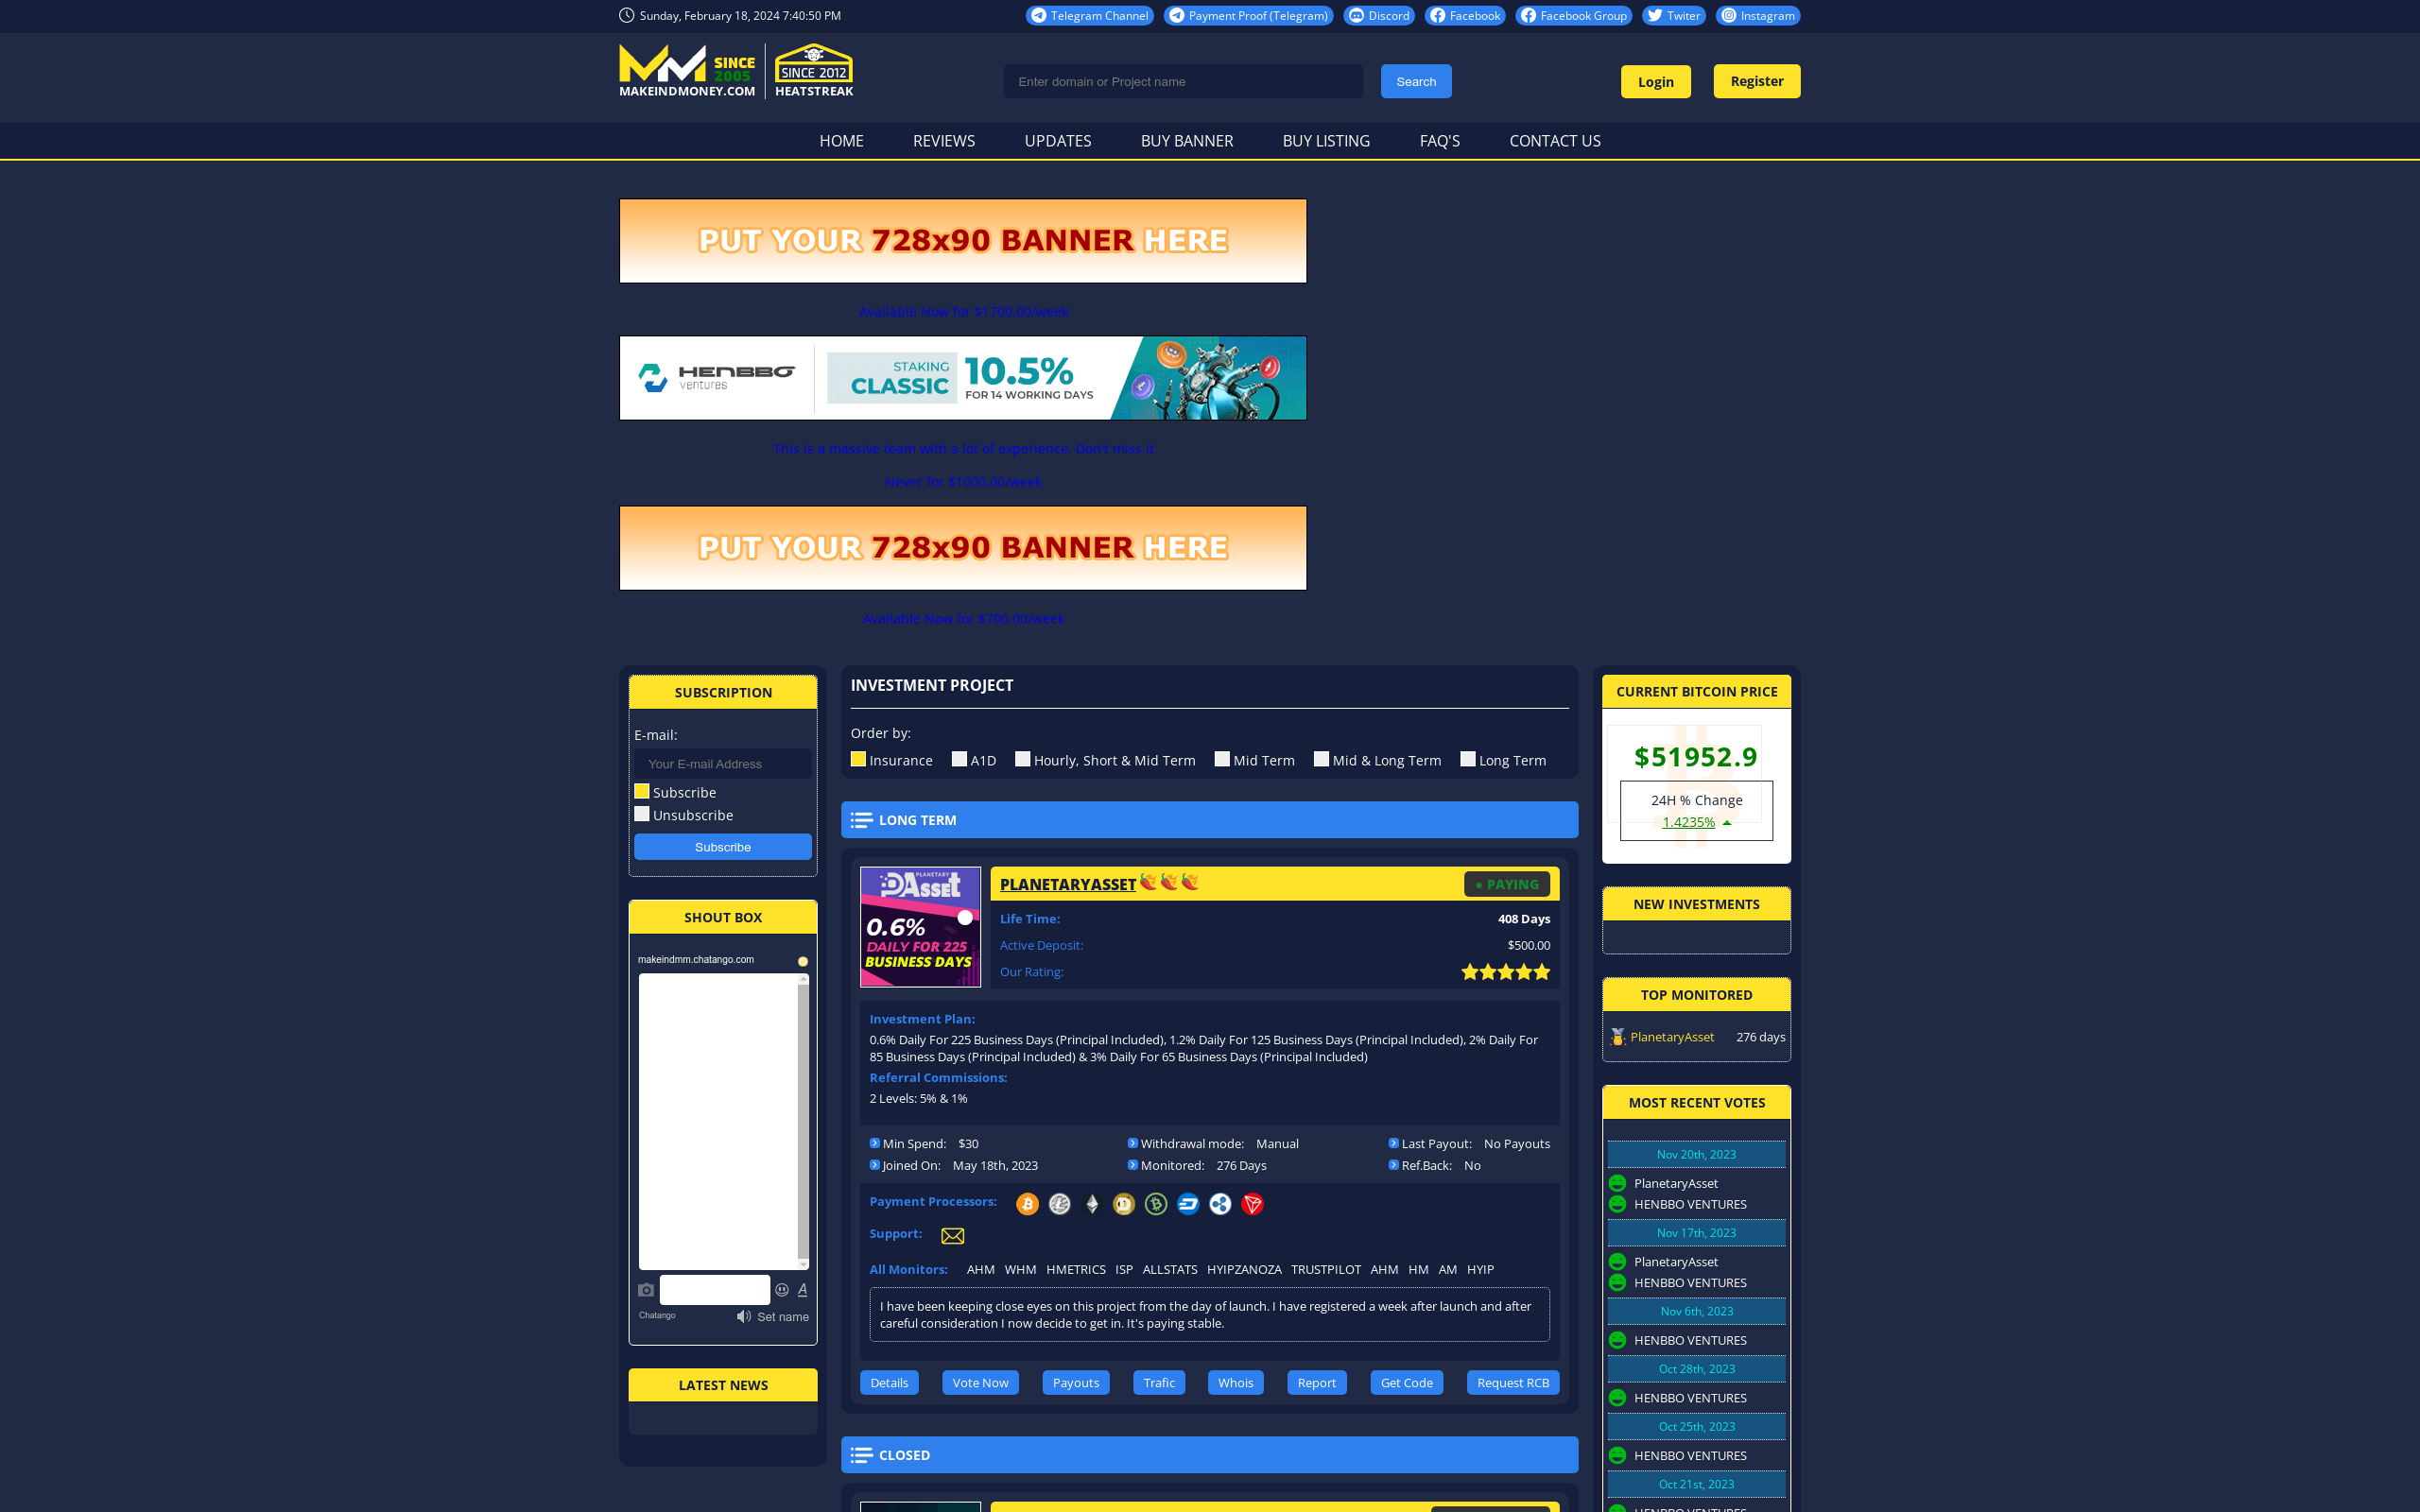 Sunday, February 18, 2024 7:40:50 PM
Telegram Channel
Payment Proof (Telegram)
Discord
Facebook
Facebook Group
Twiter
Instagram
SINCE
2005
MAKEINDMONEY.COM
SINCE 2012
HEATSTREAK
Enter domain or Project name
Search
Login
Register
HOME
REVIEWS
UPDATES
BUY BANNER
BUY LISTING
FAQ'S
CONTACT US
PUT YOUR 728x90 BANNER HERE
Available Now for $1700.00/week
HENBBO
ventures
STAKING
CLASSIC
10.5%
FOR 14 WORKING DAYS
This is a massive team with a lot of experience. Don't miss it
Never for $1000.00/week
PUT YOUR 728x90 BANNER HERE
Available Now for $700.00/week
SUBSCRIPTION
E-mail:
Your E-mail Address
Subscribe
Unsubscribe
Subscribe
SHOUT BOX
makeindmm.chatango.com
Chatango
Set name
LATEST NEWS
INVESTMENT PROJECT
Order by:
Insurance
A1D
Hourly, Short & Mid Term
Mid Term
Mid & Long Term
Long Term
LONG TERM
PLANETARY
DAsset
0.6%
DAILY FOR 225
BUSINESS DAYS
PLANETARYASSET
● PAYING
Life Time: 408 Days
Active Deposit: $500.00
Our Rating:
Investment Plan:
0.6% Daily For 225 Business Days (Principal Included), 1.2% Daily For 125 Business Days (Principal Included), 2% Daily For
85 Business Days (Principal Included) & 3% Daily For 65 Business Days (Principal Included)
Referral Commissions:
2 Levels: 5% & 1%
Min Spend: $30
Withdrawal mode: Manual
Last Payout: No Payouts
Joined On: May 18th, 2023
Monitored: 276 Days
Ref.Back: No
Payment Processors:
Support:
All Monitors: AHM WHM HMETRICS ISP ALLSTATS HYIPZANOZA TRUSTPILOT AHM HM AM HYIP
I have been keeping close eyes on this project from the day of launch. I have registered a week after launch and after
careful consideration I now decide to get in. It's paying stable.
Details
Vote Now
Payouts
Trafic
Whois
Report
Get Code
Request RCB
CLOSED
CURRENT BITCOIN PRICE
$51952.9
24H % Change
1.4235%
NEW INVESTMENTS
TOP MONITORED
PlanetaryAsset 276 days
MOST RECENT VOTES
Nov 20th, 2023
PlanetaryAsset
HENBBO VENTURES
Nov 17th, 2023
PlanetaryAsset
HENBBO VENTURES
Nov 6th, 2023
HENBBO VENTURES
Oct 28th, 2023
HENBBO VENTURES
Oct 25th, 2023
HENBBO VENTURES
Oct 21st, 2023